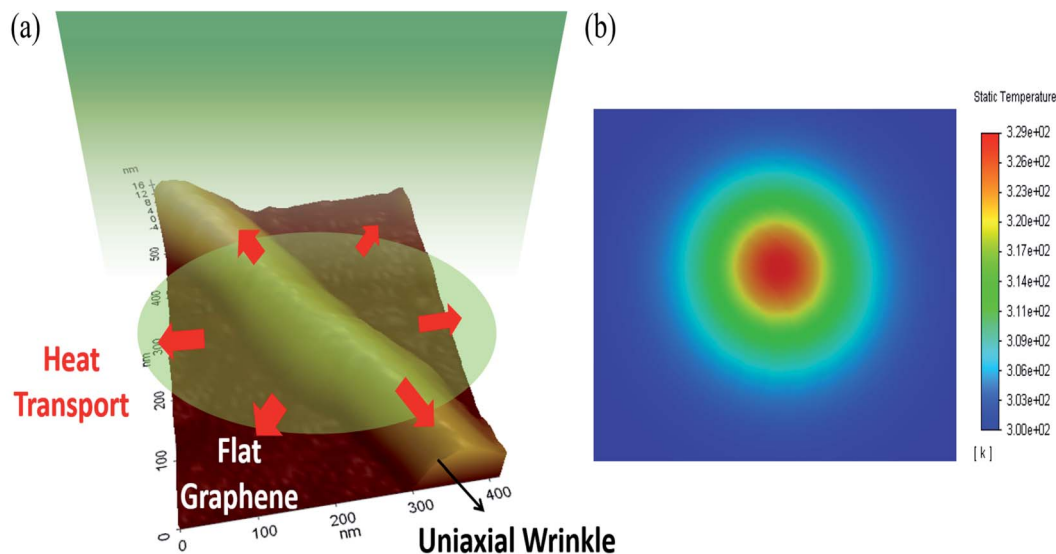 (a)
nm
16
12
8
4
0
500
400
300
nm
200
100
0
0
100
200
nm
300
400
Heat
Transport
Flat
Graphene
Uniaxial Wrinkle
(b)
Static Temperature
3.29e+02
3.26e+02
3.23e+02
3.20e+02
3.17e+02
3.14e+02
3.11e+02
3.09e+02
3.06e+02
3.03e+02
3.00e+02
[ k ]